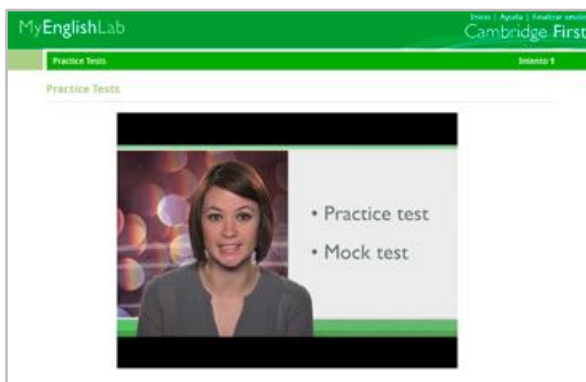 Inicio | Ayuda | Finalizar sesión
MyEnglishLab
Cambridge First
Practice Tests
Intento 1
Practice Tests
• Practice test
• Mock test